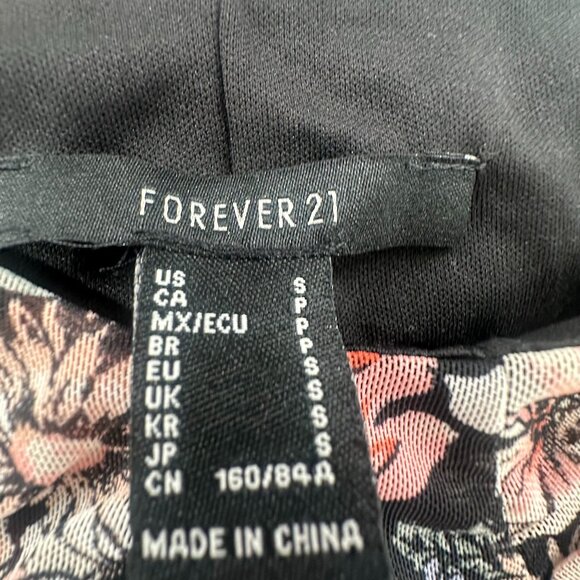 FOREVER 21
US S
CA P
MX/ECU P
BR P
EU S
UK S
KR S
JP S
CN 160/84A
MADE IN CHINA